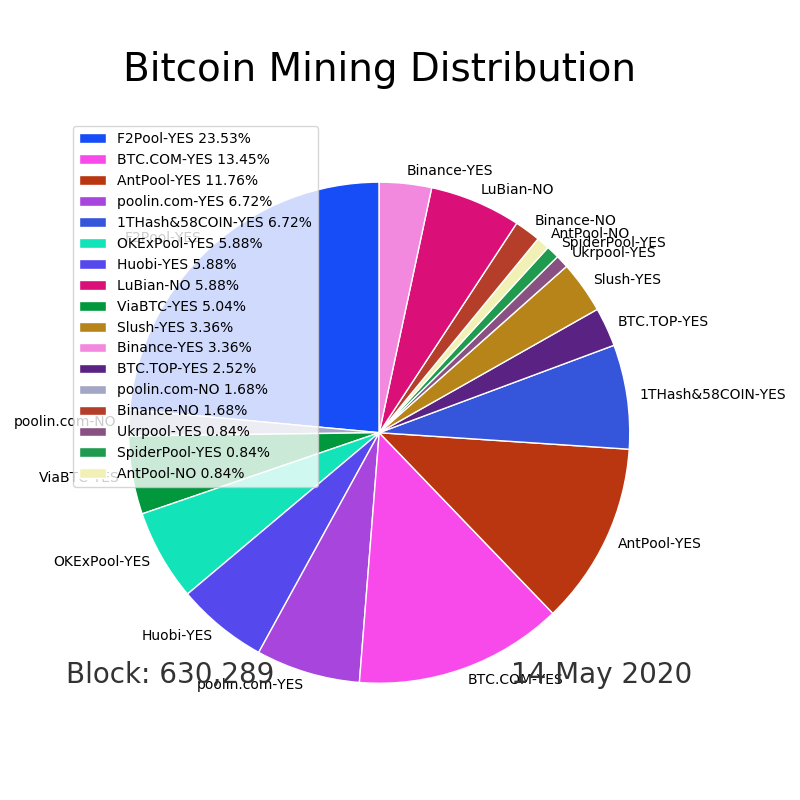 Bitcoin Mining Distribution
F2Pool-YES 23.53%
BTC.COM-YES 13.45%
AntPool-YES 11.76%
poolin.com-YES 6.72%
1THash&58COIN-YES 6.72%
OKExPool-YES 5.88%
Huobi-YES 5.88%
LuBian-NO 5.88%
ViaBTC-YES 5.04%
Slush-YES 3.36%
Binance-YES 3.36%
BTC.TOP-YES 2.52%
poolin.com-NO 1.68%
Binance-NO 1.68%
Ukrpool-YES 0.84%
SpiderPool-YES 0.84%
AntPool-NO 0.84%
Binance-YES
LuBian-NO
Binance-NO
AntPool-NO
SpiderPool-YES
Ukrpool-YES
Slush-YES
BTC.TOP-YES
1THash&58COIN-YES
AntPool-YES
BTC.COM-YES
poolin.com-YES
Huobi-YES
OKExPool-YES
ViaBTC-YES
poolin.com-NO
F2Pool-YES
Block: 630,289
14 May 2020